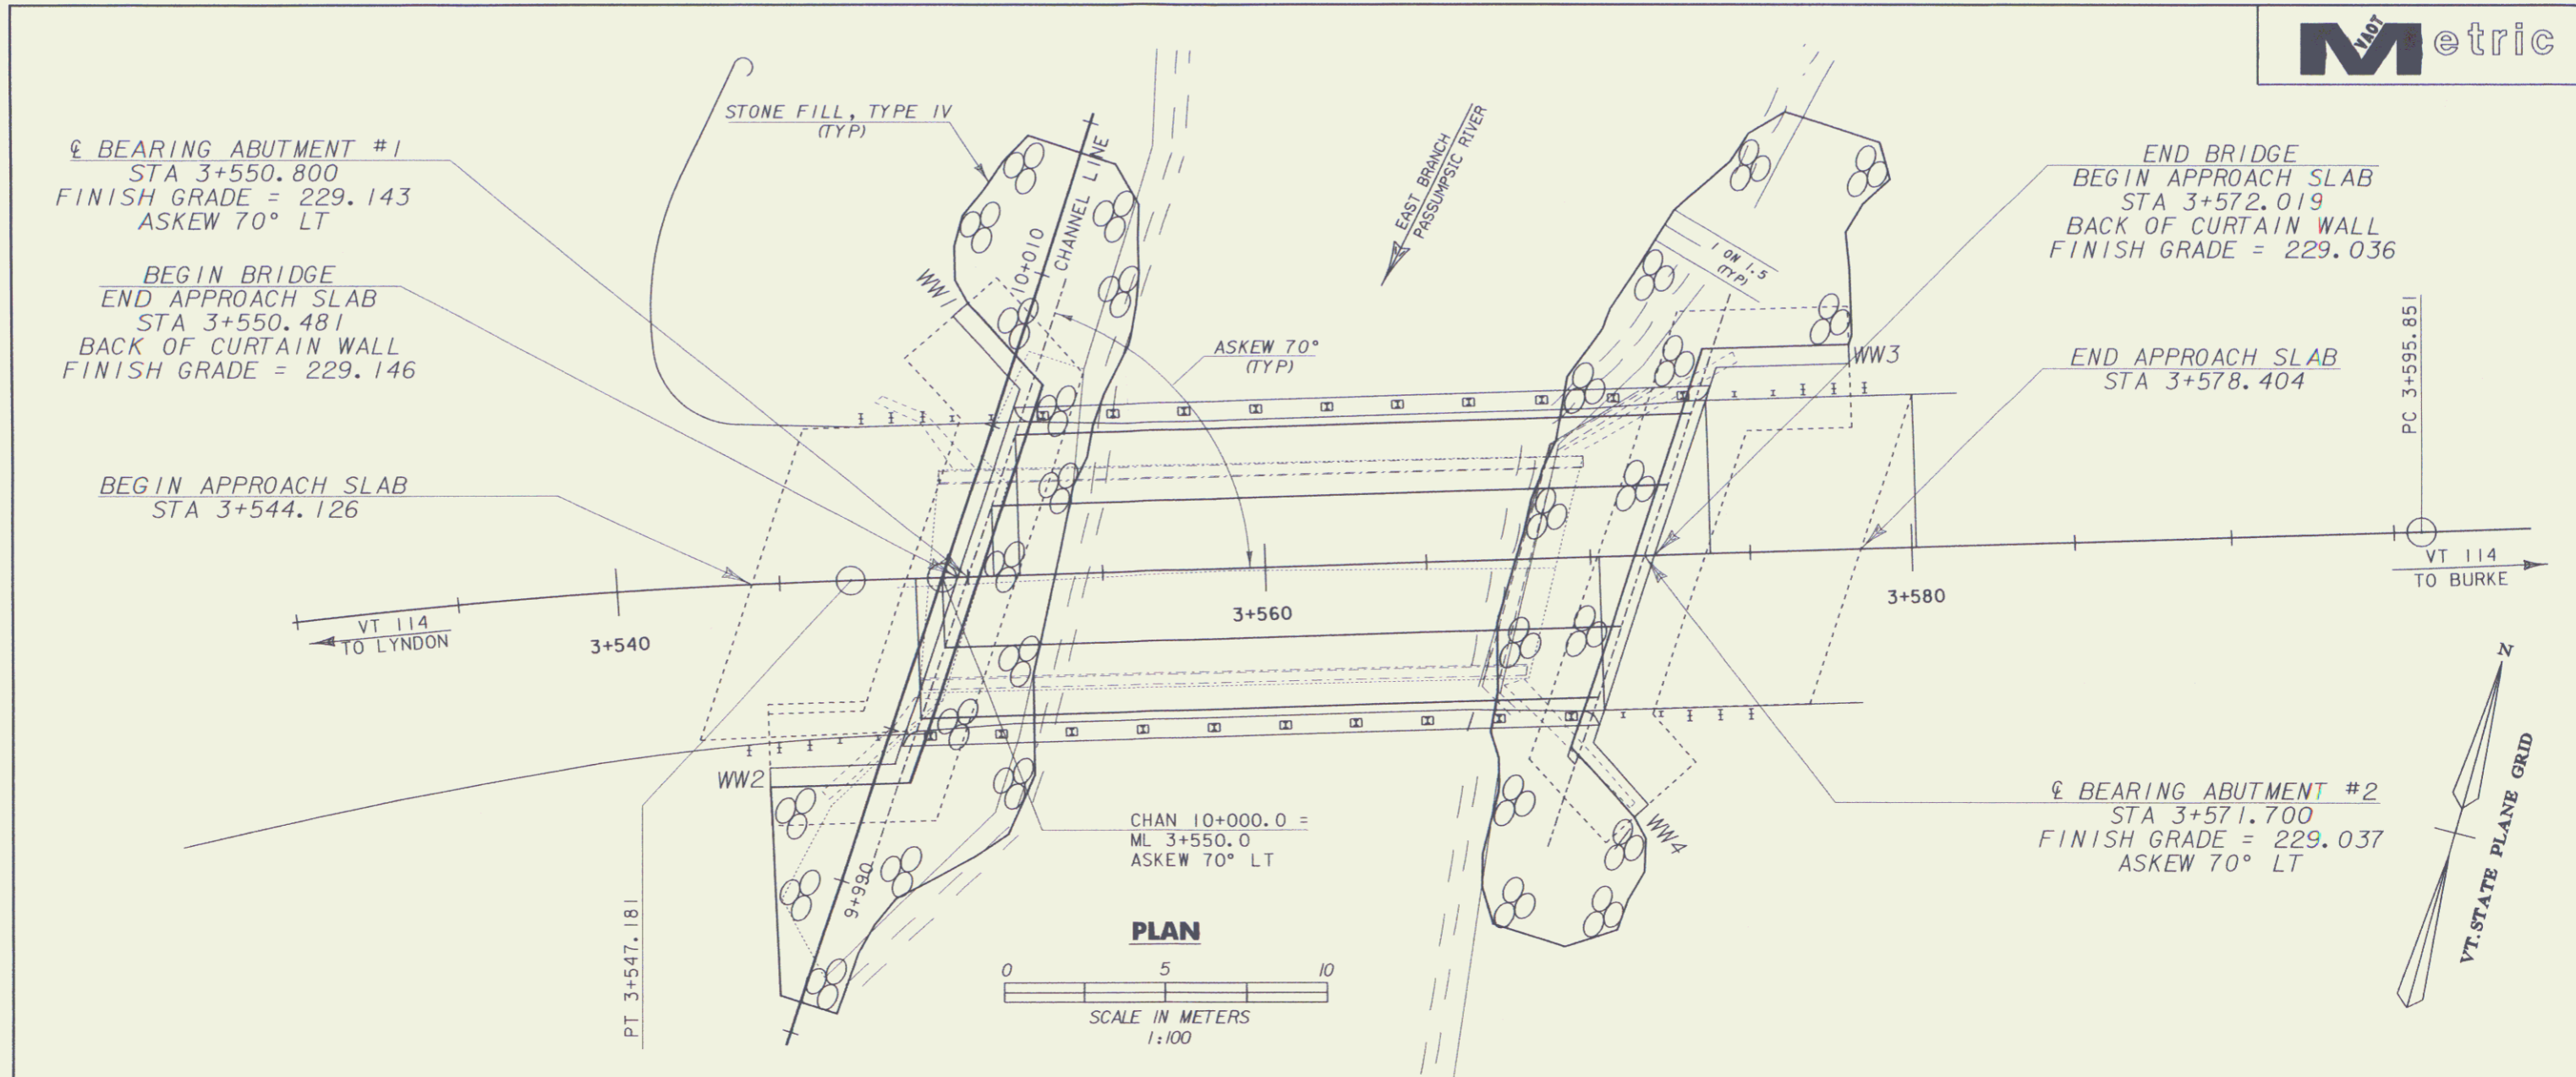 VAOT Metric
STONE FILL, TYPE IV
(TYP)
℄ BEARING ABUTMENT #1
STA 3+550.800
FINISH GRADE = 229.143
ASKEW 70° LT
BEGIN BRIDGE
END APPROACH SLAB
STA 3+550.481
BACK OF CURTAIN WALL
FINISH GRADE = 229.146
BEGIN APPROACH SLAB
STA 3+544.126
WW1
10+010
CHANNEL LINE
EAST BRANCH
PASSUMPSIC RIVER
ASKEW 70°
(TYP)
1 ON 1.5
(TYP)
END BRIDGE
BEGIN APPROACH SLAB
STA 3+572.019
BACK OF CURTAIN WALL
FINISH GRADE = 229.036
WW3
END APPROACH SLAB
STA 3+578.404
PC 3+595.851
VT 114
TO BURKE
VT 114
TO LYNDON
3+540
3+560
3+580
WW2
9+990
PT 3+547.181
CHAN 10+000.0 =
ML 3+550.0
ASKEW 70° LT
WW4
℄ BEARING ABUTMENT #2
STA 3+571.700
FINISH GRADE = 229.037
ASKEW 70° LT
N
VT. STATE PLANE GRID
PLAN
0 5 10
SCALE IN METERS
1:100